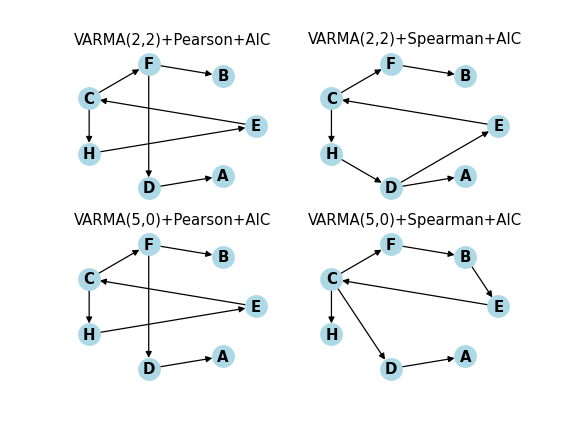 VARMA(2,2)+Pearson+AIC
F
B
C
E
H
A
D
VARMA(2,2)+Spearman+AIC
F
B
C
E
H
A
D
VARMA(5,0)+Pearson+AIC
F
B
C
E
H
A
D
VARMA(5,0)+Spearman+AIC
F
B
C
E
H
A
D